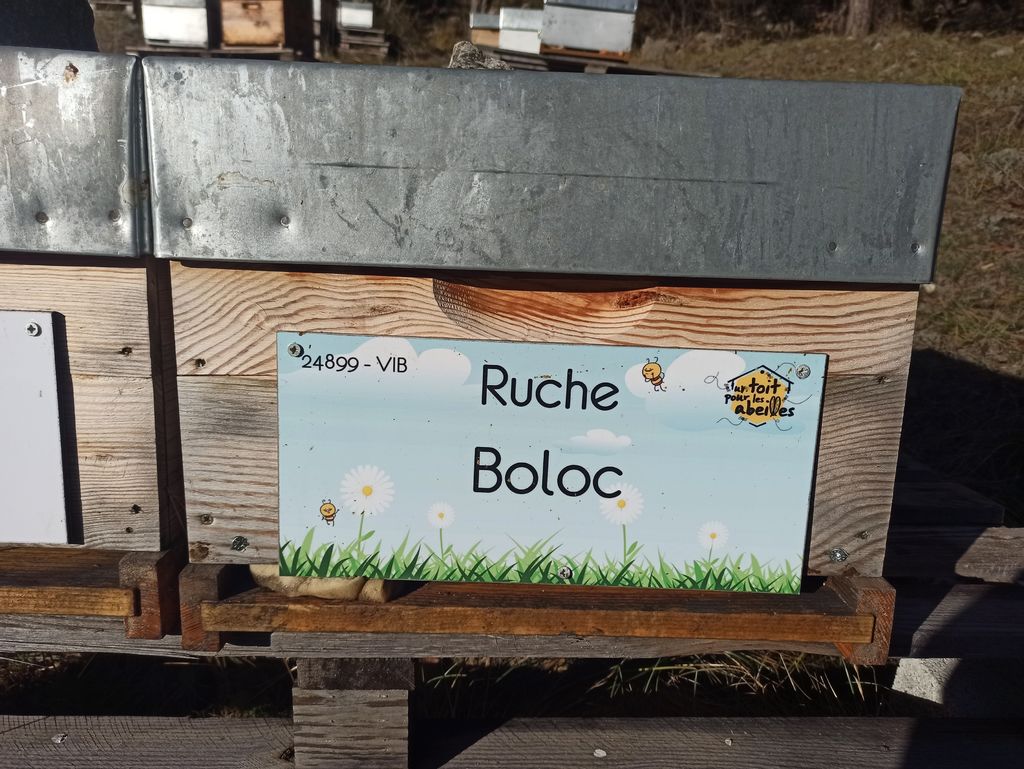 24899 - VIB
Ruche
Boloc
un toit
pour les
abeilles